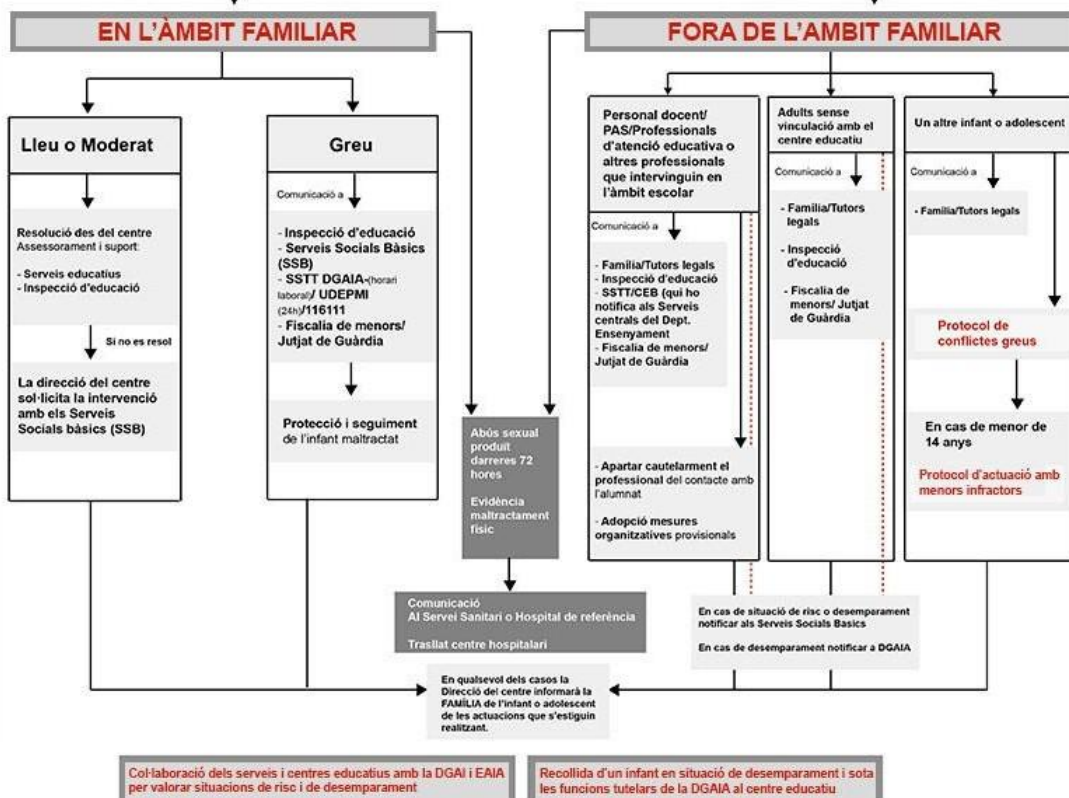 EN L'ÀMBIT FAMILIAR
FORA DE L'AMBIT FAMILIAR
Lleu o Moderat
Resolució des del centre
Assessorament i suport:
- Serveis educatius
- Inspecció d'educació
Si no es resol
La direcció del centre
sol·licita la intervenció
amb els Serveis
Socials bàsics (SSB)
Greu
Comunicació a
- Inspecció d'educació
- Serveis Socials Bàsics
(SSB)
- SSTT DGAIA-(horari
laboral)/ UDEPMI
(24h)/116111
- Fiscalia de menors/
Jutjat de Guàrdia
Protecció i seguiment
de l'infant maltractat
Abús sexual
produït
darreres 72
hores
Evidència
maltractament
físic
Comunicació
Al Servei Sanitari o Hospital de referència
Trasllat centre hospitalari
Personal docent/
PAS/Professionals
d'atenció educativa o
altres professionals
que intervinguin en
l'àmbit escolar
Comunicació a
- Família/Tutors legals
- Inspecció d'educació
- SSTT/CEB (qui ho
notifica als Serveis
centrals del Dept.
Ensenyament
- Fiscalia de menors/
Jutjat de Guàrdia
- Apartar cautelarment el
professional del contacte amb
l'alumnat
- Adopció mesures
organitzatives provisionals
Adults sense
vinculació amb el
centre educatiu
Comunicació a
- Família/Tutors
legals
- Inspecció
d'educació
- Fiscalia de
menors/ Jutjat
de Guàrdia
Un altre infant o adolescent
Comunicació a
- Família/Tutors legals
Protocol de
conflictes greus
En cas de menor de
14 anys
Protocol d'actuació amb
menors infractors
En cas de situació de risc o desemparament
notificar als Serveis Socials Basics
En cas de desemparament notificar a DGAIA
En qualsevol dels casos la
Direcció del centre informarà la
FAMÍLIA de l'infant o adolescent
de les actuacions que s'estiguin
realitzant.
Col·laboració dels serveis i centres educatius amb la DGAI i EAIA
per valorar situacions de risc i de desemparament
Recollida d'un infant en situació de desemparament i sota
les funcions tutelars de la DGAIA al centre educatiu